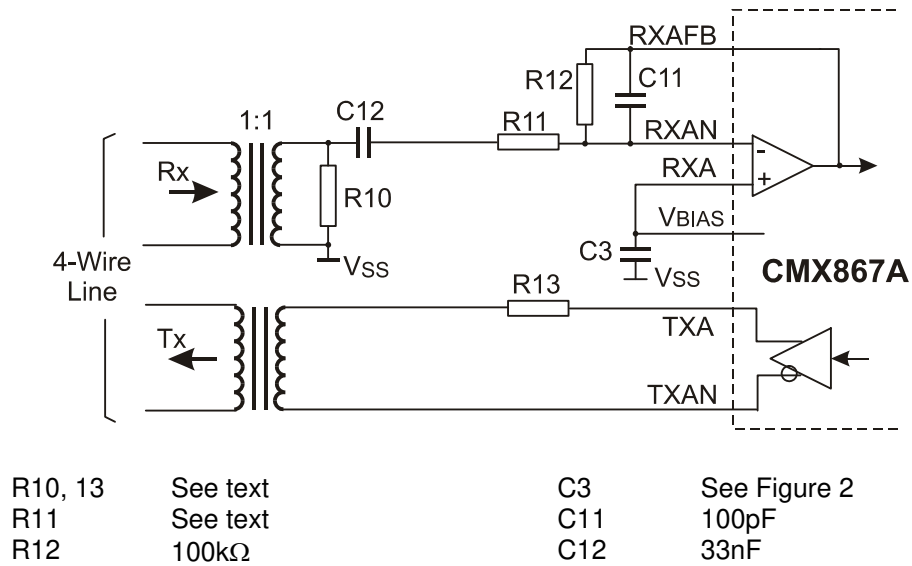 RXAFB
R12
C11
1:1
C12
R11
RXAN
-
Rx
R10
RXA
+
VBIAS
C3
VSS
VSS
CMX867A
4-Wire
Line
R13
Tx
TXA
TXAN
R10, 13 See text C3 See Figure 2
R11 See text C11 100pF
R12 100kΩ C12 33nF